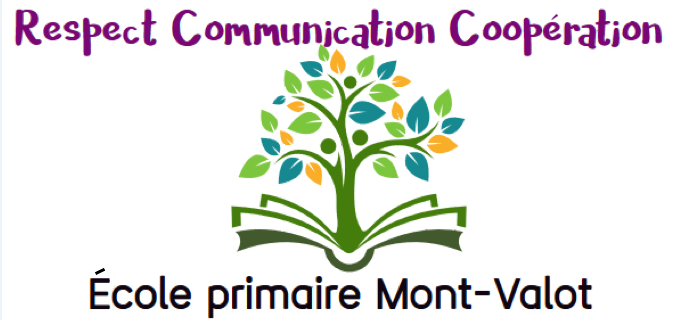 Respect Communication Coopération
École primaire Mont-Valot